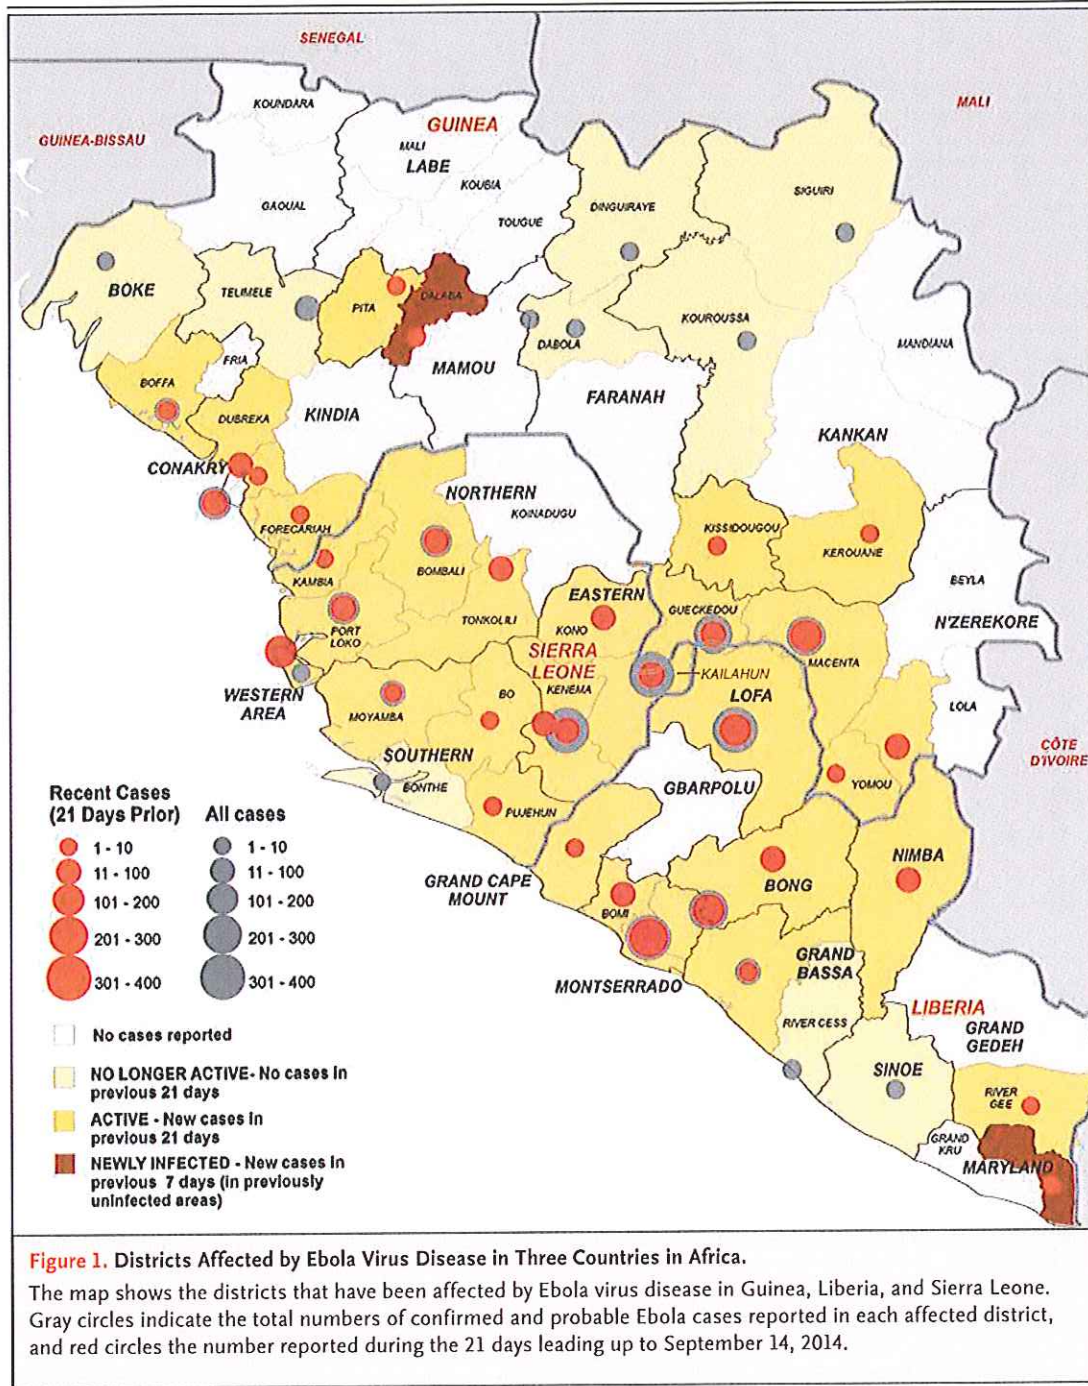 SENEGAL
MALI
GUINEA-BISSAU
KOUNDARA
GUINEA
MALI
LABE
KOUBIA
GAOUAL
TOUGUE
DINGUIRAYE
SIGUIRI
BOKE
TELIMELE
PITA
DALABA
DABOLA
KOUROUSSA
MANDIANA
FRIA
MAMOU
BOFFA
DUBREKA
KINDIA
FARANAH
KANKAN
CONAKRY
NORTHERN
KOINADUGU
FORECARIAH
KISSIDOUGOU
KEROUANE
KAMBIA
BOMBALI
BEYLA
EASTERN
GUECKEDOU
PORT
LOKO
TONKOLILI
KONO
N'ZEREKORE
SIERRA
LEONE
MACENTA
KAILAHUN
WESTERN
AREA
MOYAMBA
BO
KENEMA
LOFA
LOLA
SOUTHERN
CÔTE
D'IVOIRE
BONTHE
GBARPOLU
YOMOU
PUJEHUN
NIMBA
GRAND CAPE
MOUNT
BONG
BOMI
GRAND
BASSA
MONTSERRADO
RIVER CESS
LIBERIA
GRAND
GEDEH
SINOE
RIVER
GEE
GRAND
KRU
MARYLAND
Recent Cases
(21 Days Prior)
All cases
1 - 10
1 - 10
11 - 100
11 - 100
101 - 200
101 - 200
201 - 300
201 - 300
301 - 400
301 - 400
No cases reported
NO LONGER ACTIVE - No cases in
previous 21 days
ACTIVE - New cases in
previous 21 days
NEWLY INFECTED - New cases in
previous 7 days (in previously
uninfected areas)
Figure 1. Districts Affected by Ebola Virus Disease in Three Countries in Africa.
The map shows the districts that have been affected by Ebola virus disease in Guinea, Liberia, and Sierra Leone.
Gray circles indicate the total numbers of confirmed and probable Ebola cases reported in each affected district,
and red circles the number reported during the 21 days leading up to September 14, 2014.